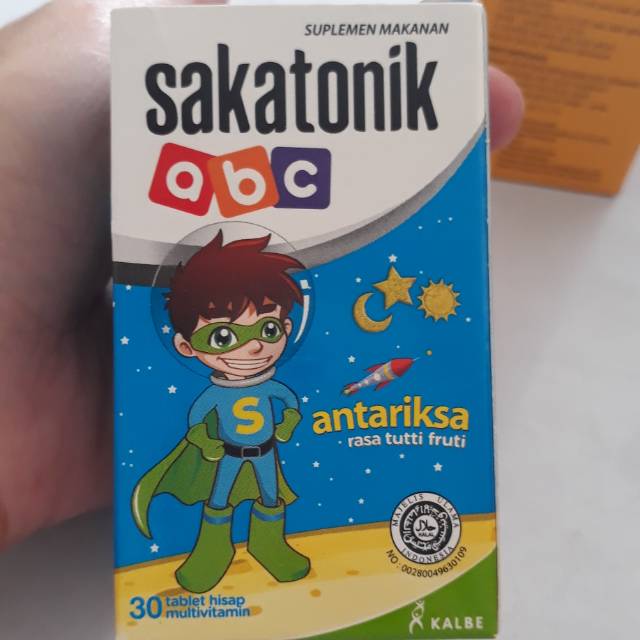 SUPLEMEN MAKANAN
sakatonik
abc
S
antariksa
rasa tutti fruti
MAJELIS ULAMA
HALAL
INDONESIA
NO : 00280049630109
30 tablet hisap
multivitamin
KALBE